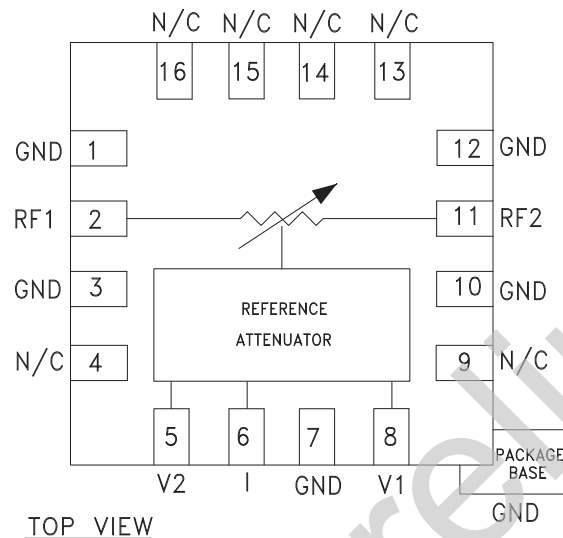 N/C N/C N/C N/C
16 15 14 13
GND 1 12 GND
RF1 2 11 RF2
GND 3 10 GND
REFERENCE
ATTENUATOR
N/C 4 9 N/C
5 6 7 8
V2 I GND V1
PACKAGE
BASE
GND
TOP VIEW